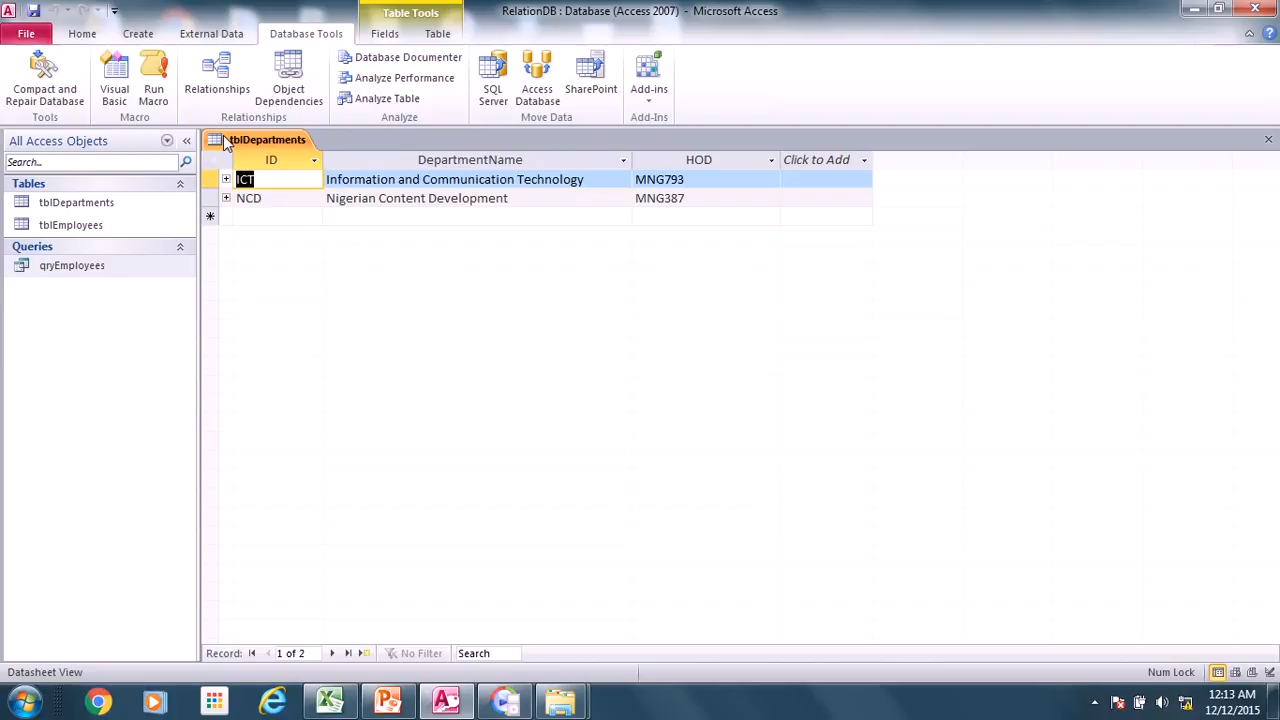 Table Tools
RelationDB : Database (Access 2007) - Microsoft Access
File Home Create External Data Database Tools Fields Table
Compact and Repair Database
Visual Basic
Run Macro
Relationships
Object Dependencies
Database Documenter
Analyze Performance
Analyze Table
SQL Server
Access Database
SharePoint
Add-ins
Tools Macro Relationships Analyze Move Data Add-Ins
All Access Objects
tblDepartments
Search...
Tables
tblDepartments
tblEmployees
Queries
qryEmployees
ID DepartmentName HOD Click to Add
ICT Information and Communication Technology MNG793
NCD Nigerian Content Development MNG387
Record: 1 of 2 No Filter Search
Datasheet View
Num Lock
12:13 AM
12/12/2015